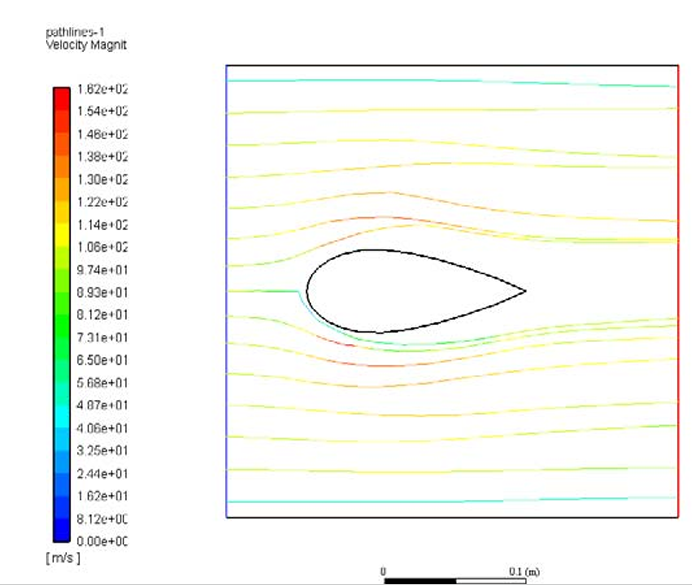 pathlines-1
Velocity Magnit
1.62e+02
1.54e+02
1.46e+02
1.38e+02
1.30e+02
1.22e+02
1.14e+02
1.06e+02
9.74e+01
8.93e+01
8.12e+01
7.31e+01
6.50e+01
5.68e+01
4.87e+01
4.06e+01
3.25e+01
2.44e+01
1.62e+01
8.12e+00
0.00e+00
[m/s]
0 0.1 (m)